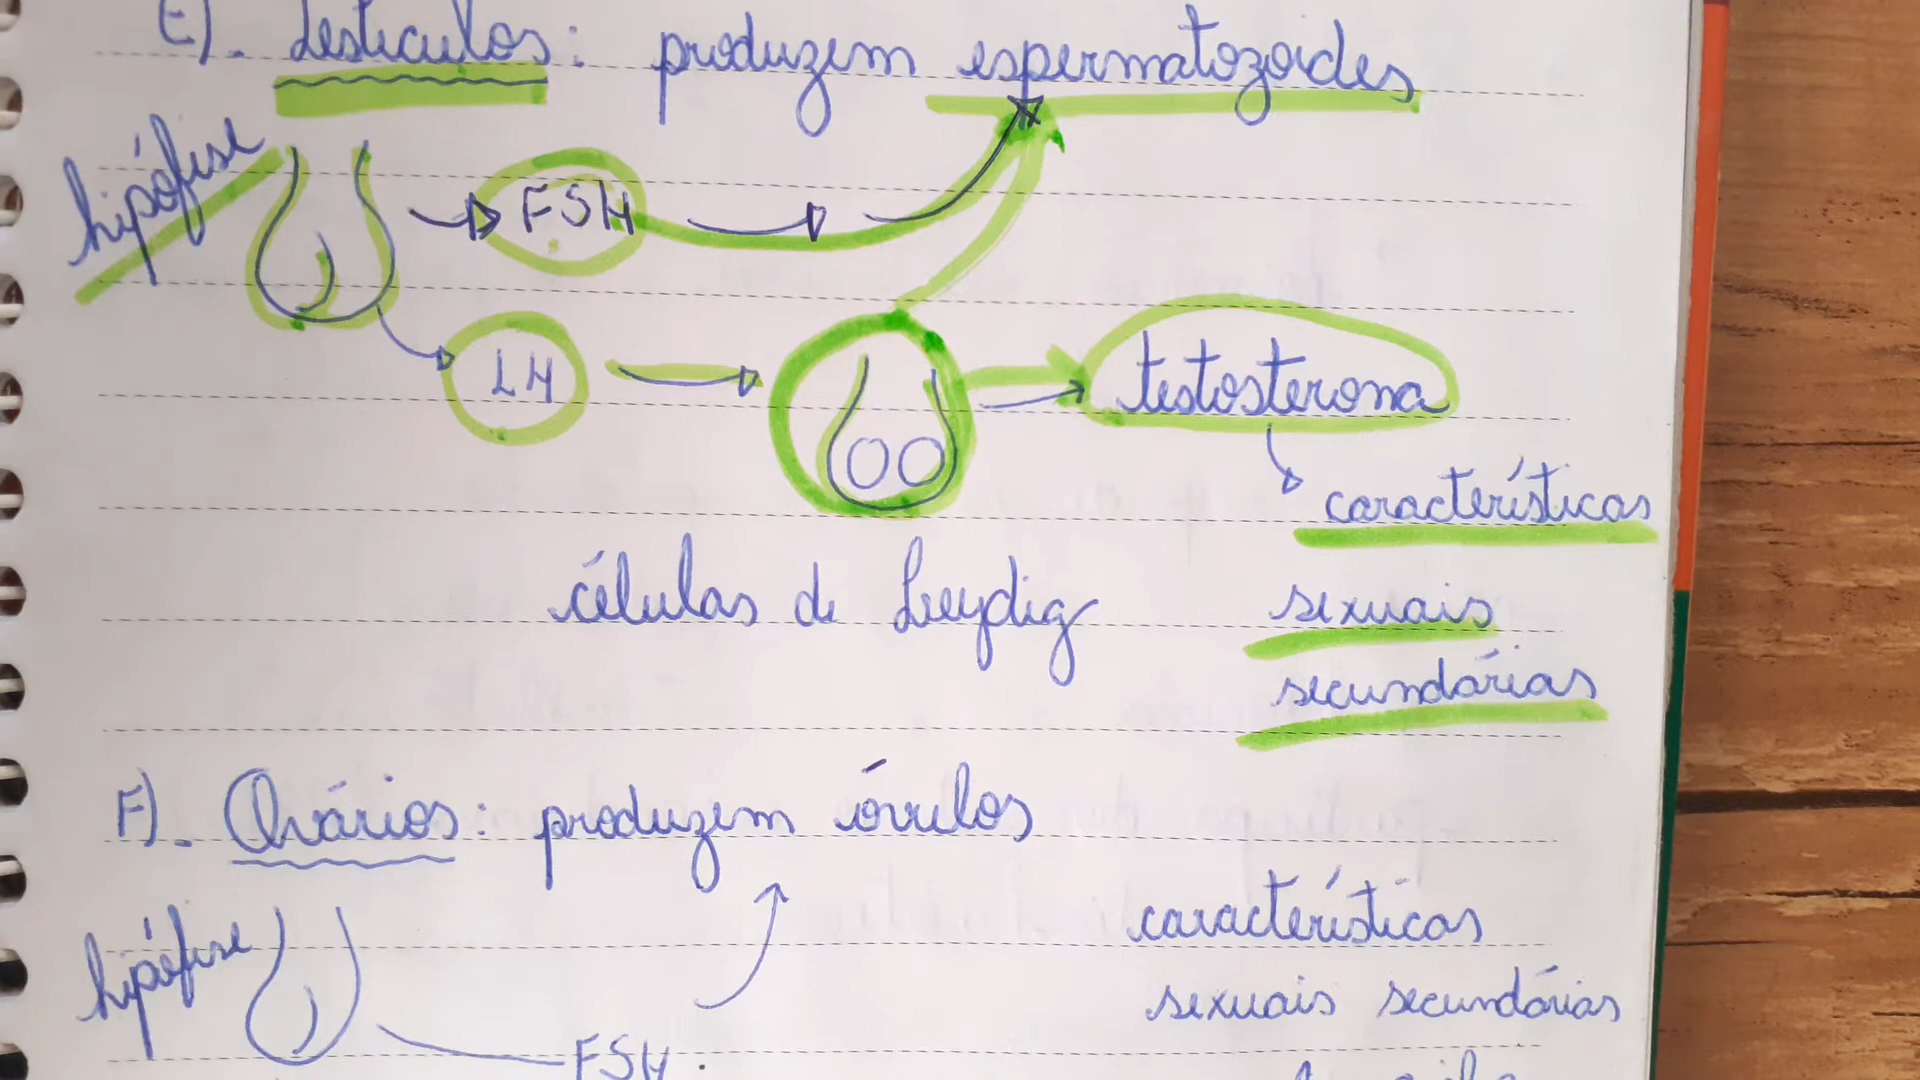 E). Testículos: produzem espermatozoides
hipófise
FSH
LH
testosterona
características
sexuais
secundárias
células de Leydig
F). Ovários: produzem óvulos
hipófise
características
sexuais secundárias
FSH